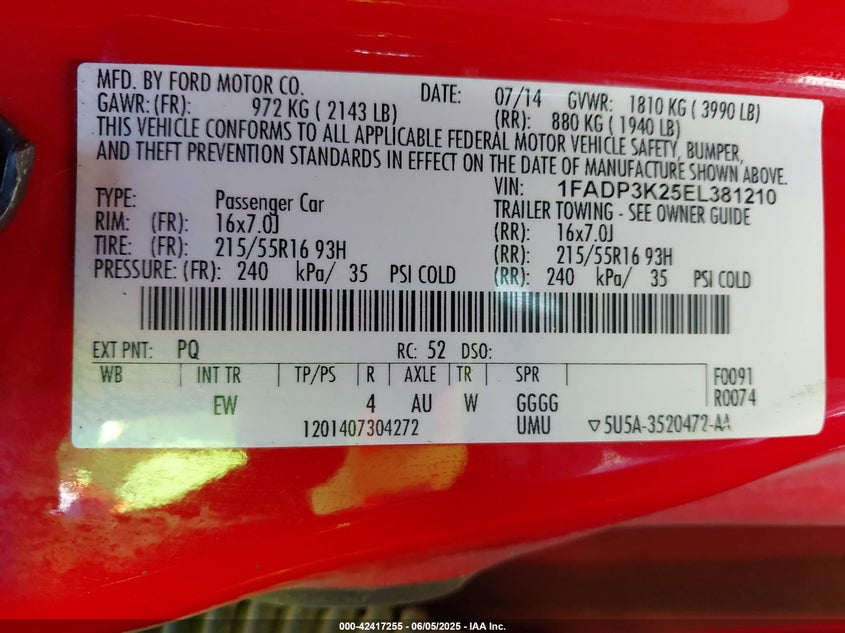 MFD. BY FORD MOTOR CO. DATE: 07/14 GVWR: 1810 KG ( 3990 LB)
GAWR: (FR): 972 KG ( 2143 LB) (RR): 880 KG ( 1940 LB)
THIS VEHICLE CONFORMS TO ALL APPLICABLE FEDERAL MOTOR VEHICLE SAFETY, BUMPER,
AND THEFT PREVENTION STANDARDS IN EFFECT ON THE DATE OF MANUFACTURE SHOWN ABOVE.
VIN: 1FADP3K25EL381210
TYPE: Passenger Car TRAILER TOWING - SEE OWNER GUIDE
RIM: (FR): 16x7.0J (RR): 16x7.0J
TIRE: (FR): 215/55R16 93H (RR): 215/55R16 93H
PRESSURE: (FR): 240 kPa/ 35 PSI COLD (RR): 240 kPa/ 35 PSI COLD
EXT PNT: PQ RC: 52 DSO:
WB INT TR TP/PS R AXLE TR SPR F0091
EW 4 AU W GGGG R0074
1201407304272 UMU ▽5U5A-3520472-AA
000-42417255 - 06/05/2025 - IAA Inc.